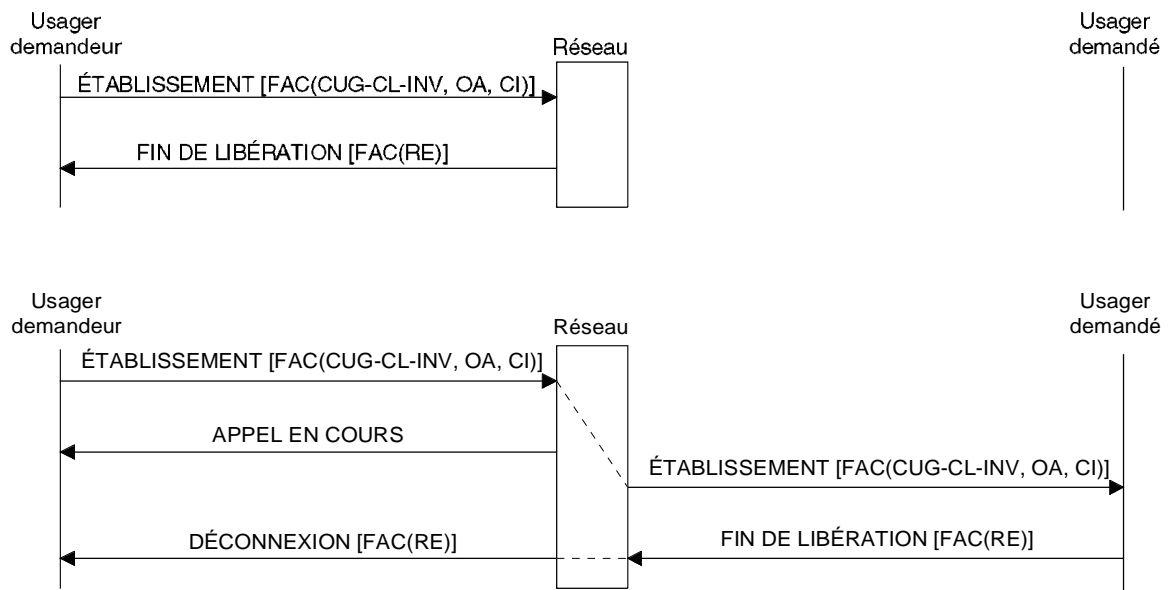 Usager
demandeur
Réseau
Usager
demandé
ÉTABLISSEMENT [FAC(CUG-CL-INV, OA, CI)]
FIN DE LIBÉRATION [FAC(RE)]
Usager
demandeur
Réseau
Usager
demandé
ÉTABLISSEMENT [FAC(CUG-CL-INV, OA, CI)]
APPEL EN COURS
ÉTABLISSEMENT [FAC(CUG-CL-INV, OA, CI)]
DÉCONNEXION [FAC(RE)]
FIN DE LIBÉRATION [FAC(RE)]